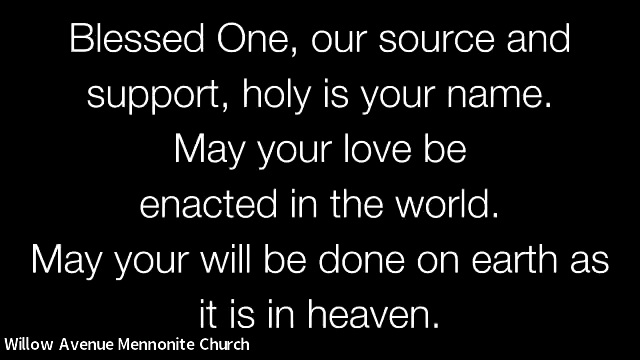 Blessed One, our source and
support, holy is your name.
May your love be
enacted in the world.
May your will be done on earth as
it is in heaven.
Willow Avenue Mennonite Church